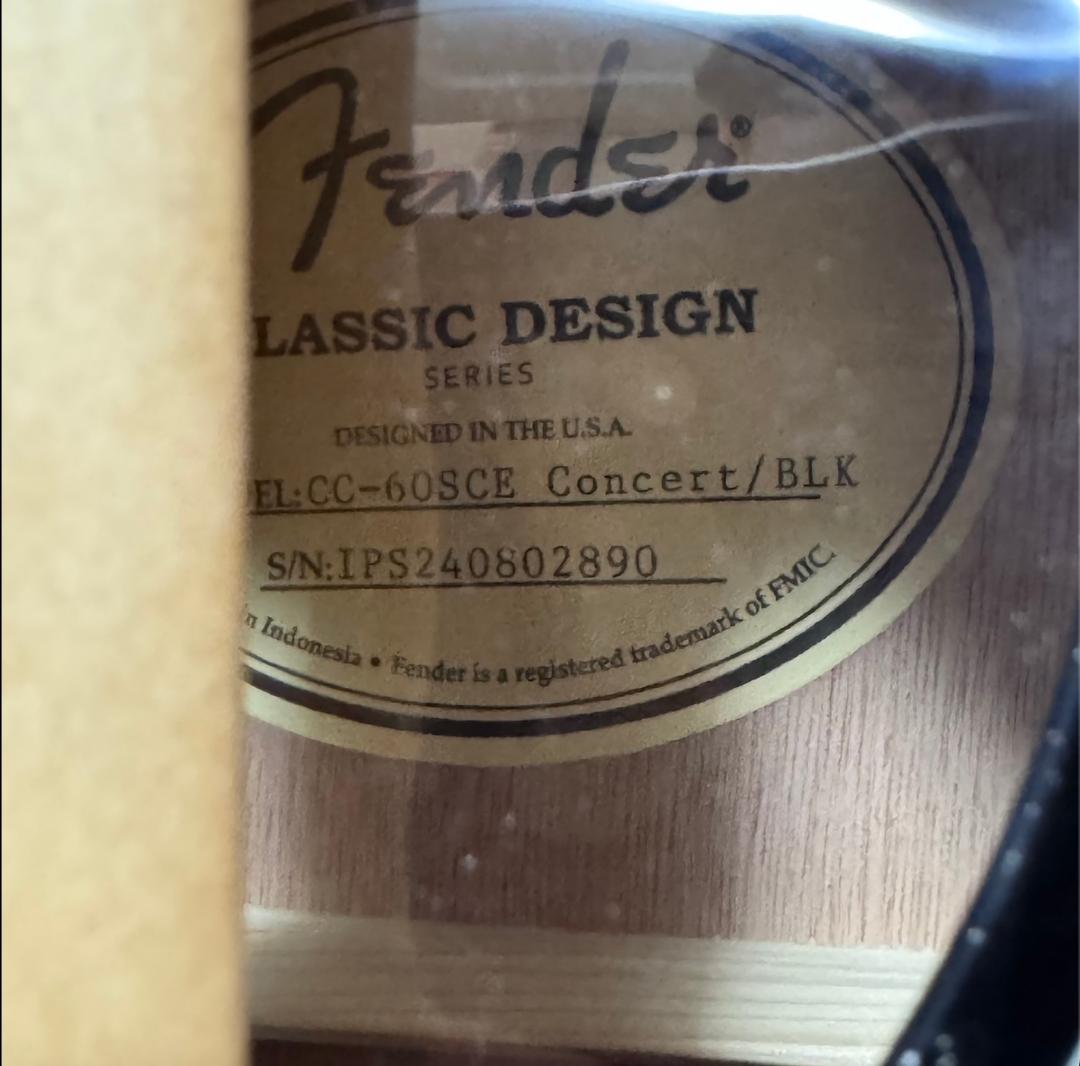 Fender®
LASSIC DESIGN
SERIES
DESIGNED IN THE U.S.A.
EL:CC-60SCE Concert/BLK
S/N:IPS240802890
n Indonesia • Fender is a registered trademark of FMIC.